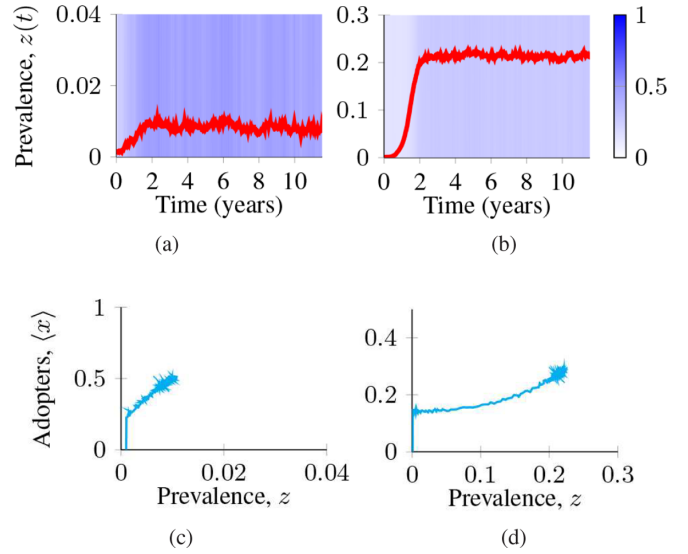 Prevalence, z(t)
0.04
0.02
0
0 2 4 6 8 10
Time (years)
(a)
0.3
0.2
0.1
0
0 2 4 6 8 10
Time (years)
(b)
1
0.5
0
Adopters, ⟨x⟩
1
0.5
0
0 0.02 0.04
Prevalence, z
(c)
0.4
0.2
0
0 0.1 0.2 0.3
Prevalence, z
(d)